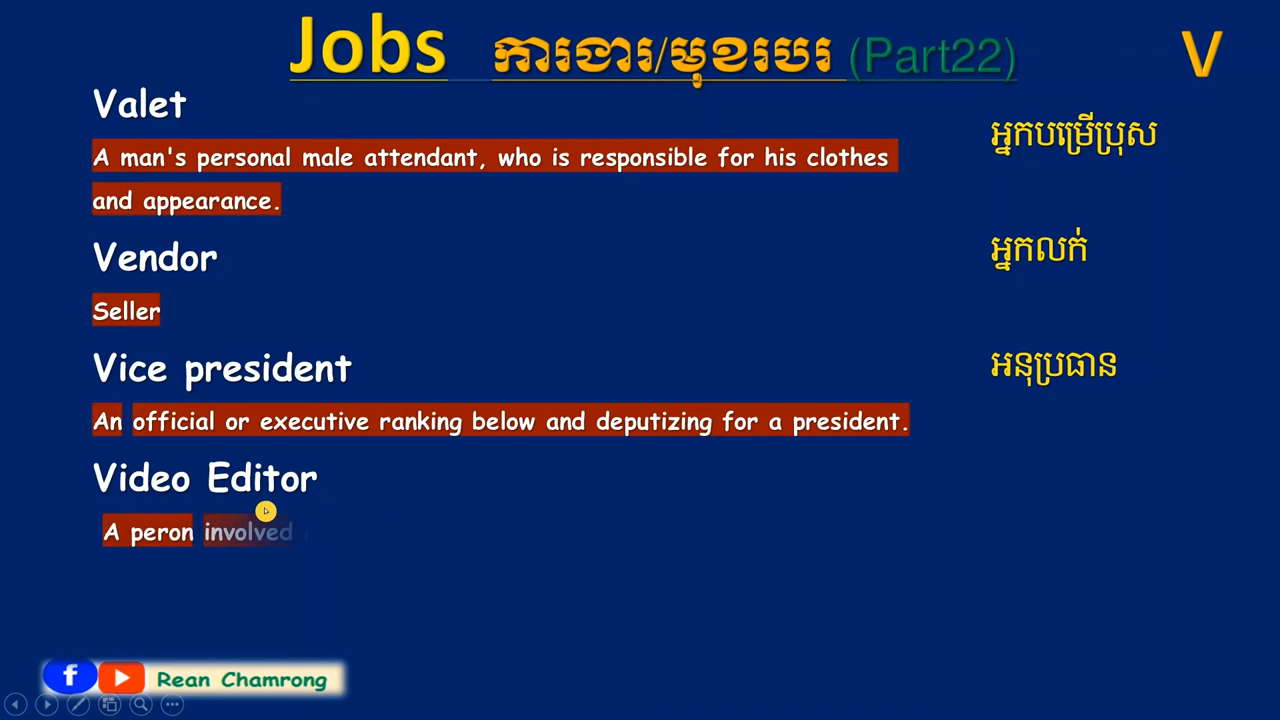 Jobs ការងារ/មុខរបរ (Part22) V
Valet
អ្នកបម្រើប្រុស
A man's personal male attendant, who is responsible for his clothes
and appearance.
Vendor
អ្នកលក់
Seller
Vice president
អនុប្រធាន
An official or executive ranking below and deputizing for a president.
Video Editor
A peron involved
Rean Chamrong